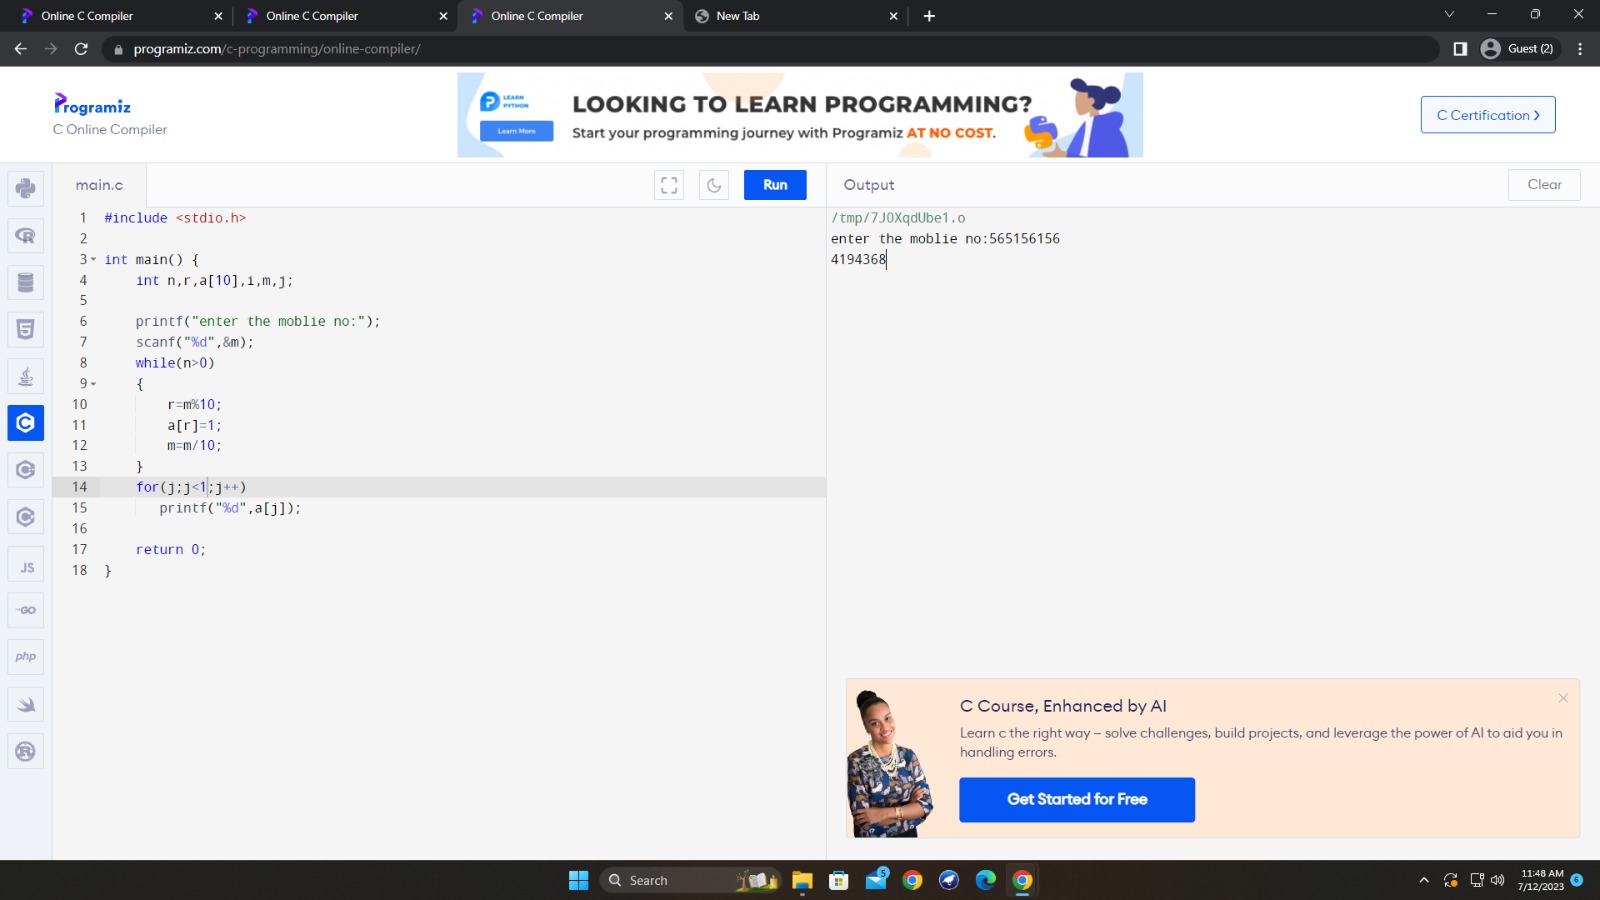 Online C Compiler
Online C Compiler
Online C Compiler
New Tab
programiz.com/c-programming/online-compiler/
Guest (2)
Programiz
C Online Compiler
LEARN
PYTHON
Learn More
LOOKING TO LEARN PROGRAMMING?
Start your programming journey with Programiz AT NO COST.
C Certification
main.c
Run
Output
Clear
1 #include <stdio.h>
2
3 int main() {
4 int n,r,a[10],i,m,j;
5
6 printf("enter the moblie no:");
7 scanf("%d",&m);
8 while(n>0)
9 {
10 r=m%10;
11 a[r]=1;
12 m=m/10;
13 }
14 for(j;j<1;j++)
15 printf("%d",a[j]);
16
17 return 0;
18 }
/tmp/7JOXqdUbe1.o
enter the moblie no:565156156
4194368
JS
GO
php
C Course, Enhanced by AI
Learn c the right way – solve challenges, build projects, and leverage the power of AI to aid you in
handling errors.
Get Started for Free
Search
5
11:48 AM
7/12/2023
6